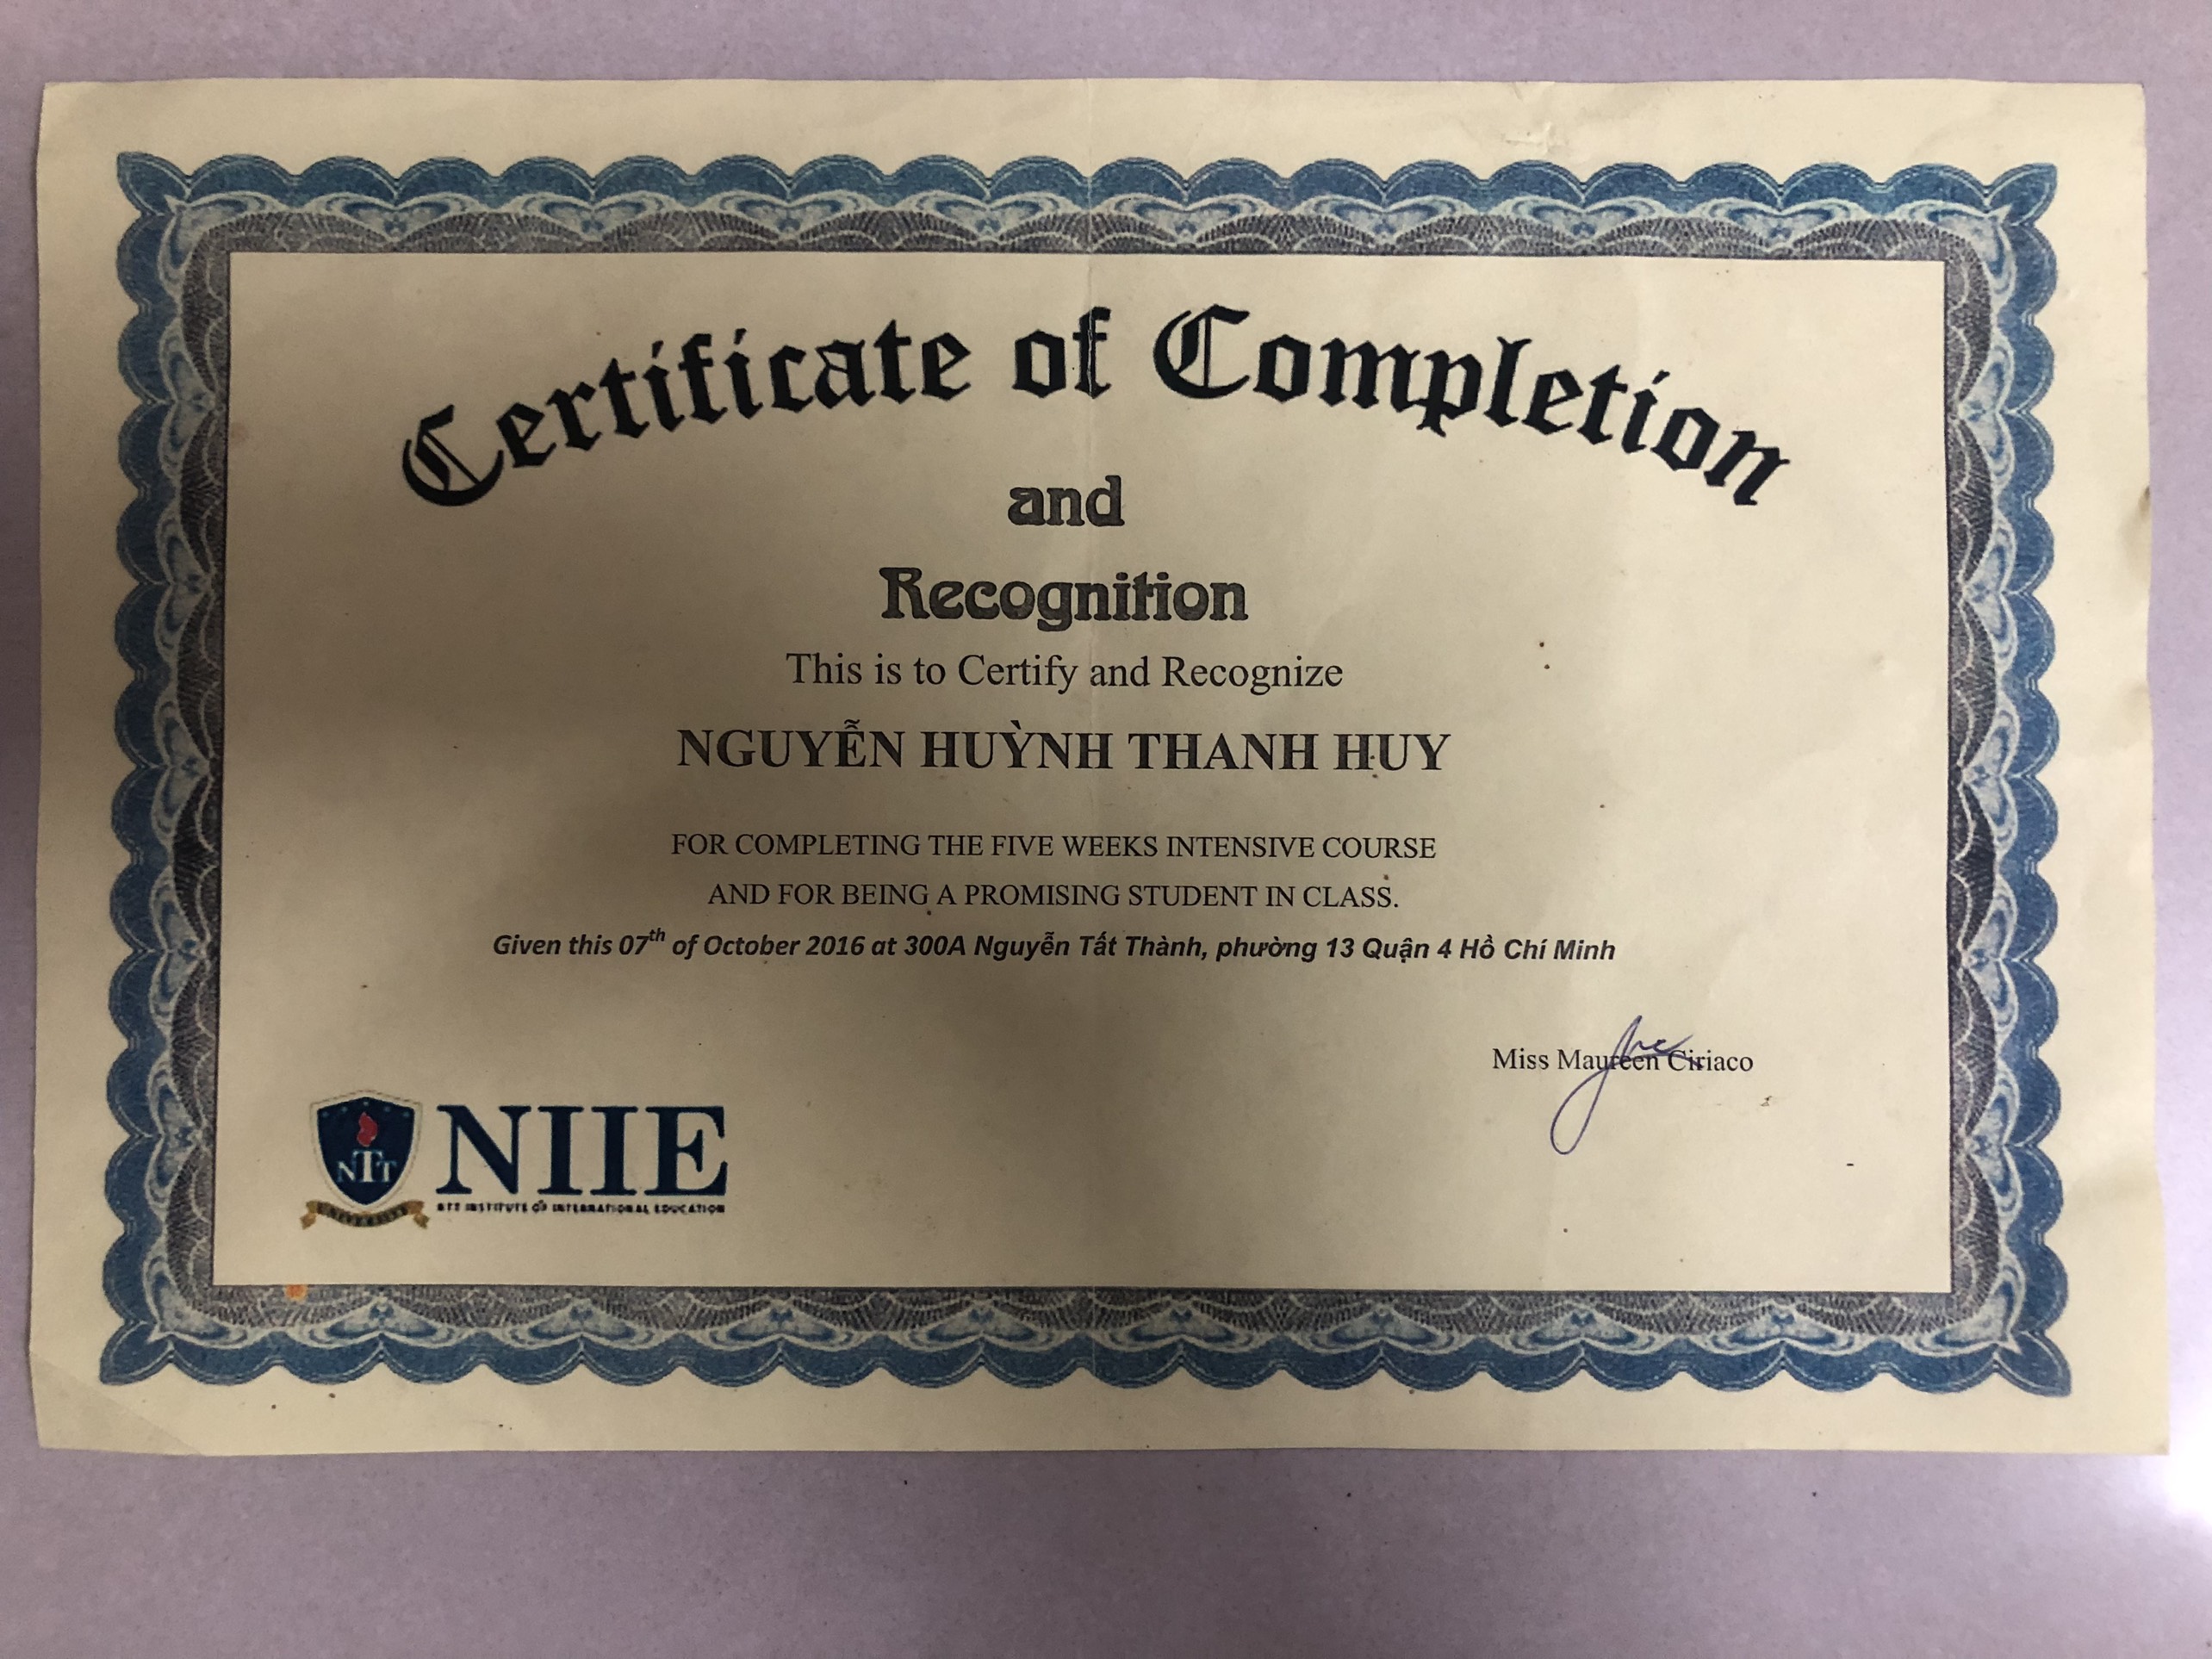 Certificate of Completion
and
Recognition
This is to Certify and Recognize
NGUYỄN HUỲNH THANH HUY
FOR COMPLETING THE FIVE WEEKS INTENSIVE COURSE
AND FOR BEING A PROMISING STUDENT IN CLASS.
Given this 07th of October 2016 at 300A Nguyễn Tất Thành, phường 13 Quận 4 Hồ Chí Minh
Miss Maureen Ciriaco
NTT
UNIVERSITY
NIIE
NTT INSTITUTE OF INTERNATIONAL EDUCATION